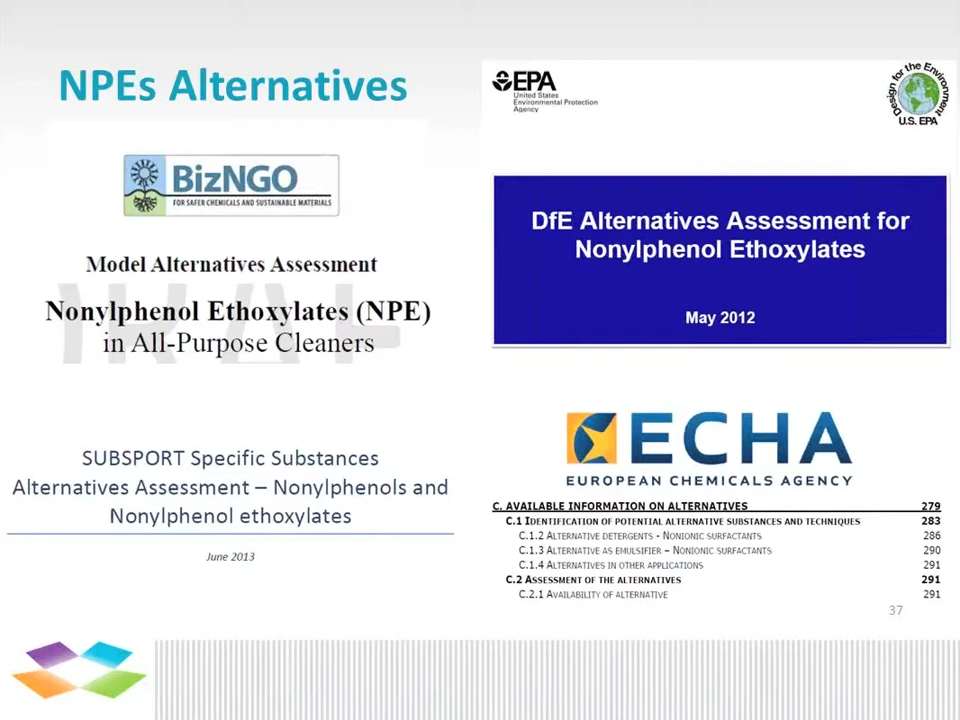 NPEs Alternatives
BizNGO
FOR SAFER CHEMICALS AND SUSTAINABLE MATERIALS
Model Alternatives Assessment
Nonylphenol Ethoxylates (NPE)
in All-Purpose Cleaners
SUBSPORT Specific Substances
Alternatives Assessment – Nonylphenols and
Nonylphenol ethoxylates
June 2013
EPA
United States
Environmental Protection
Agency
Design for the Environment
U.S. EPA
DfE Alternatives Assessment for
Nonylphenol Ethoxylates
May 2012
ECHA
EUROPEAN CHEMICALS AGENCY
C. AVAILABLE INFORMATION ON ALTERNATIVES 279
C.1 IDENTIFICATION OF POTENTIAL ALTERNATIVE SUBSTANCES AND TECHNIQUES 283
C.1.2 ALTERNATIVE DETERGENTS - NONIONIC SURFACTANTS 286
C.1.3 ALTERNATIVE AS EMULSIFIER – NONIONIC SURFACTANTS 290
C.1.4 ALTERNATIVES IN OTHER APPLICATIONS 291
C.2 ASSESSMENT OF THE ALTERNATIVES 291
C.2.1 AVAILABILITY OF ALTERNATIVE 291
37